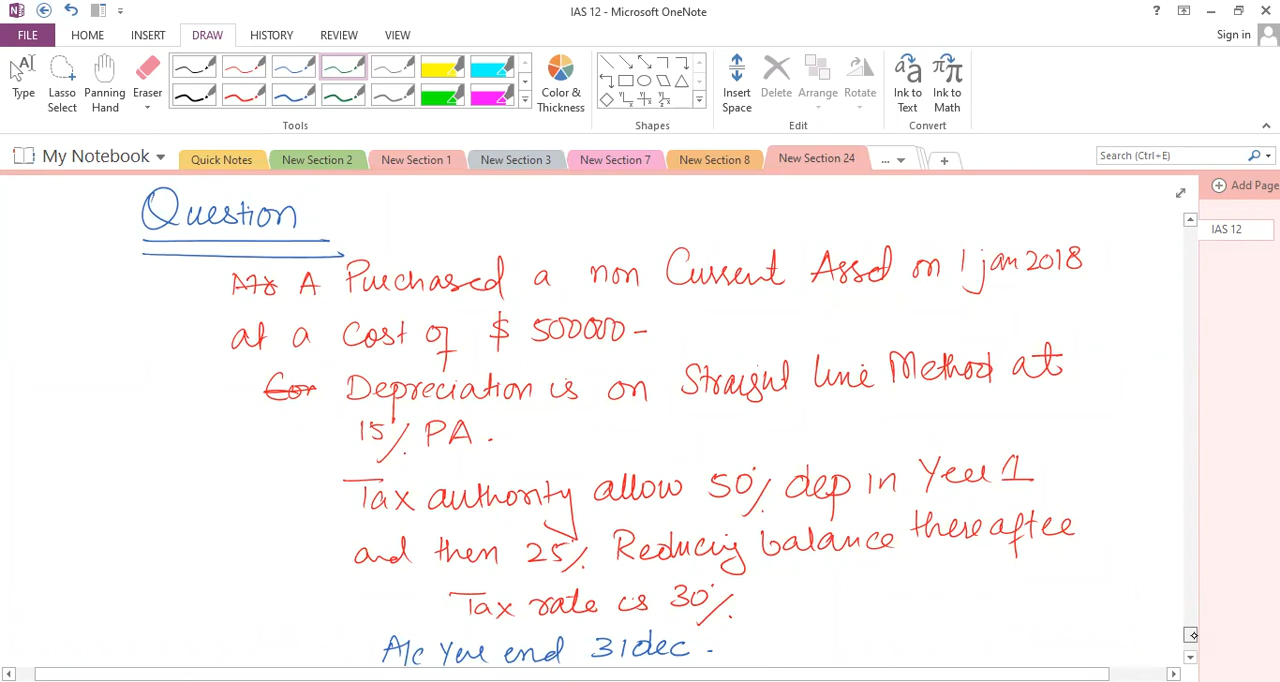 IAS 12 - Microsoft OneNote
?
Sign in
FILE HOME INSERT DRAW HISTORY REVIEW VIEW
Type
Lasso Select
Panning Hand
Eraser
Color & Thickness
Insert Space
Delete
Arrange
Rotate
Ink to Text
Ink to Math
Tools
Shapes
Edit
Convert
My Notebook
Quick Notes
New Section 2
New Section 1
New Section 3
New Section 7
New Section 8
New Section 24
...
Search (Ctrl+E)
Add Page
IAS 12
Question
A Purchased a non Current Asset on 1 jan 2018
at a Cost of $ 500000-
Depreciation is on Straight line Method at
15% PA.
Tax authority allow 50% dep in Year 1
and then 25% Reducing balance thereafter
Tax rate is 30%.
A/c Year end 31 dec.